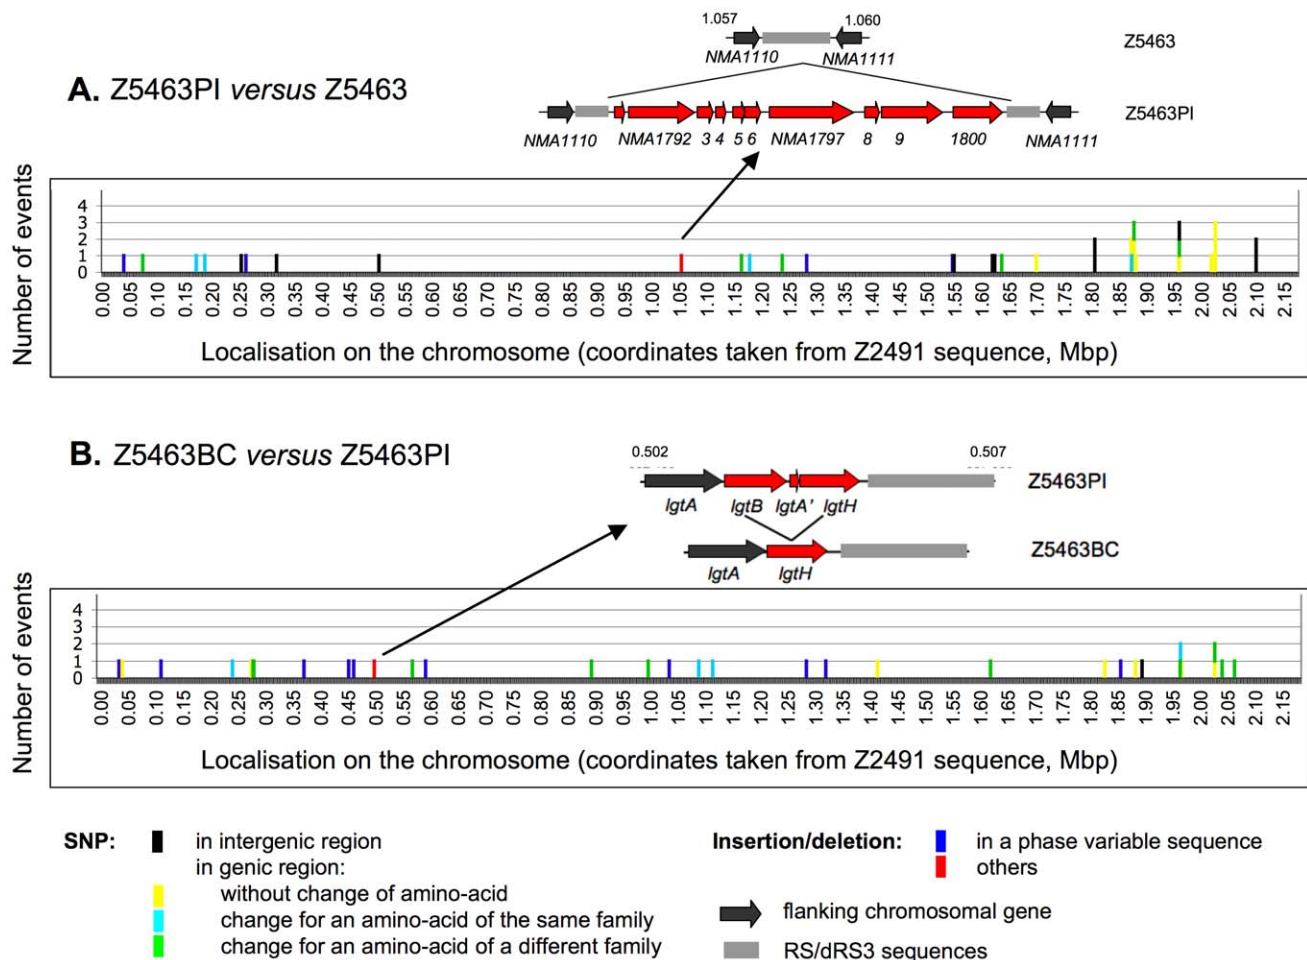 1.057 1.060
Z5463
NMA1110 NMA1111
A. Z5463PI versus Z5463
Z5463PI
NMA1110 NMA1792 3 4 5 6 NMA1797 8 9 1800 NMA1111
Number of events
4
3
2
1
0
0.00 0.05 0.10 0.15 0.20 0.25 0.30 0.35 0.40 0.45 0.50 0.55 0.60 0.65 0.70 0.75 0.80 0.85 0.90 0.95 1.00 1.05 1.10 1.15 1.20 1.25 1.30 1.35 1.40 1.45 1.50 1.55 1.60 1.65 1.70 1.75 1.80 1.85 1.90 1.95 2.00 2.05 2.10 2.15
Localisation on the chromosome (coordinates taken from Z2491 sequence, Mbp)
B. Z5463BC versus Z5463PI
0.502 0.507
Z5463PI
lgtA lgtB lgtA' lgtH
Z5463BC
lgtA lgtH
Number of events
4
3
2
1
0
0.00 0.05 0.10 0.15 0.20 0.25 0.30 0.35 0.40 0.45 0.50 0.55 0.60 0.65 0.70 0.75 0.80 0.85 0.90 0.95 1.00 1.05 1.10 1.15 1.20 1.25 1.30 1.35 1.40 1.45 1.50 1.55 1.60 1.65 1.70 1.75 1.80 1.85 1.90 1.95 2.00 2.05 2.10 2.15
Localisation on the chromosome (coordinates taken from Z2491 sequence, Mbp)
SNP: in intergenic region
in genic region:
without change of amino-acid
change for an amino-acid of the same family
change for an amino-acid of a different family
Insertion/deletion: in a phase variable sequence
others
flanking chromosomal gene
RS/dRS3 sequences